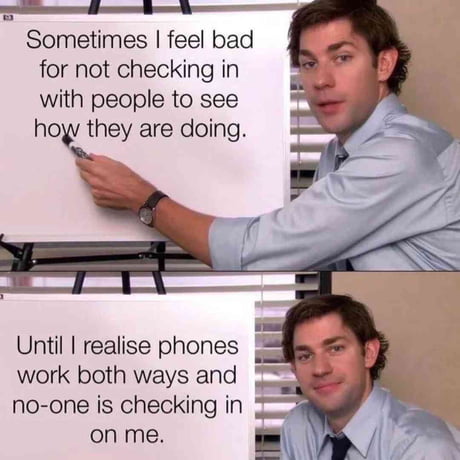 Sometimes I feel bad
for not checking in
with people to see
how they are doing.
Until I realise phones
work both ways and
no-one is checking in
on me.